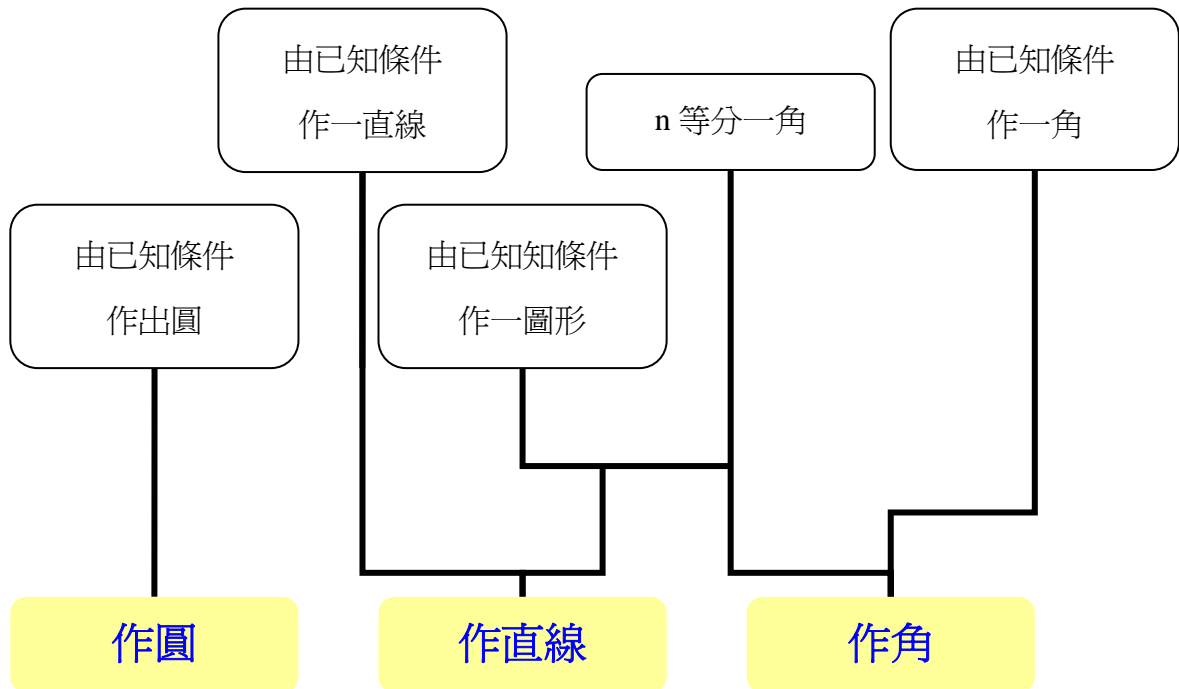 由已知條件
作一直線
n 等分一角
由已知條件
作一角
由已知條件
作出圓
由已知知條件
作一圖形
作圓
作直線
作角